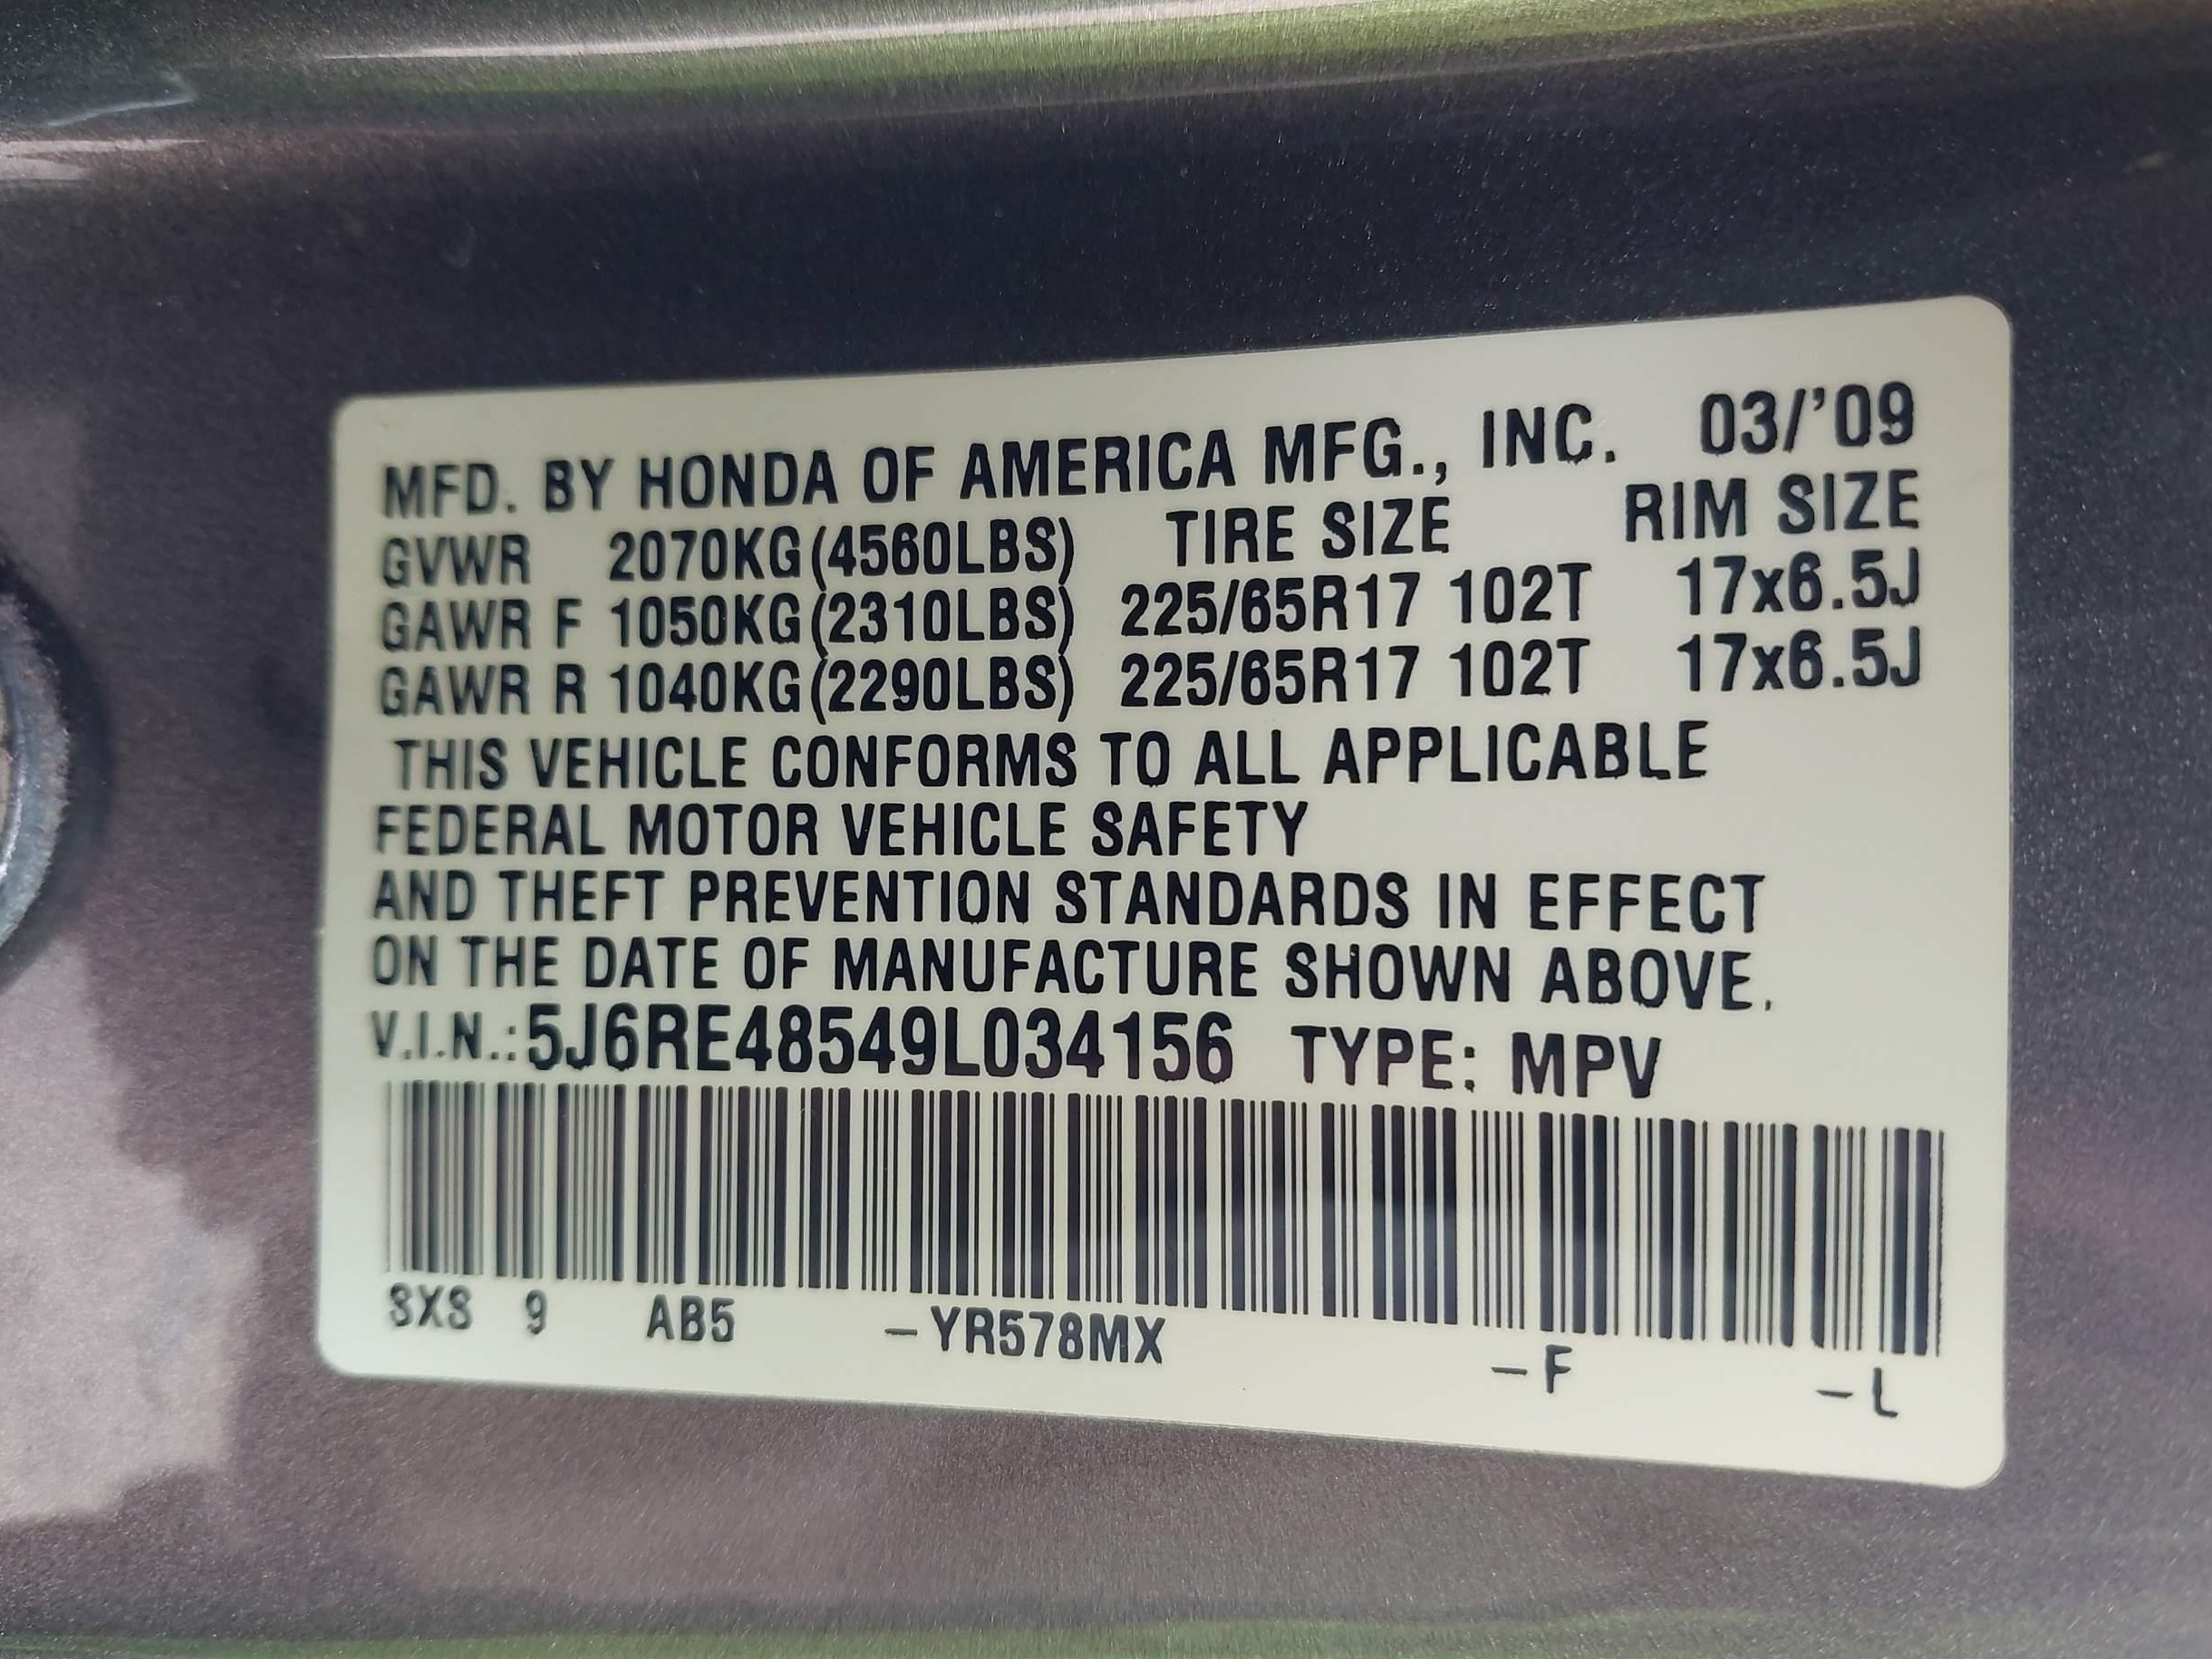 MFD. BY HONDA OF AMERICA MFG., INC. 03/'09
GVWR 2070KG(4560LBS) TIRE SIZE RIM SIZE
GAWR F 1050KG(2310LBS) 225/65R17 102T 17x6.5J
GAWR R 1040KG(2290LBS) 225/65R17 102T 17x6.5J
THIS VEHICLE CONFORMS TO ALL APPLICABLE
FEDERAL MOTOR VEHICLE SAFETY
AND THEFT PREVENTION STANDARDS IN EFFECT
ON THE DATE OF MANUFACTURE SHOWN ABOVE.
V.I.N.:5J6RE48549L034156 TYPE: MPV
SXS 9 AB5 -YR578MX -F -L